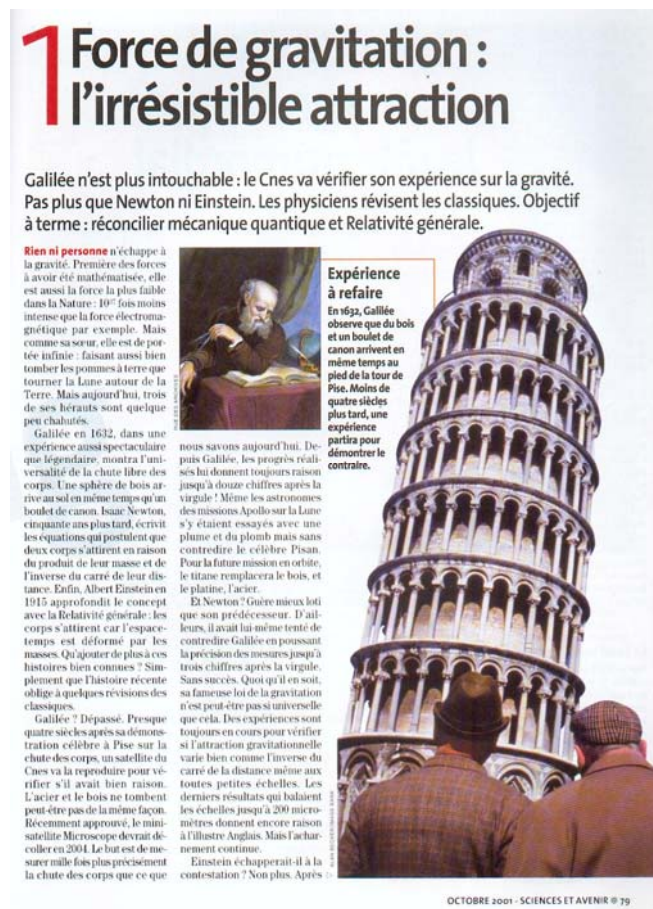 1 Force de gravitation :
l'irrésistible attraction
Galilée n'est plus intouchable : le Cnes va vérifier son expérience sur la gravité.
Pas plus que Newton ni Einstein. Les physiciens révisent les classiques. Objectif
à terme : réconcilier mécanique quantique et Relativité générale.
Rien ni personne n'échappe à
la gravité. Première des forces
à avoir été mathématisée, elle
est aussi la force la plus faible
dans la Nature : fois moins
intense que la force électroma-
gnétique par exemple. Mais
comme sa sœur, elle est de por-
tée infinie : faisant aussi bien
tomber les pommes à terre que
tourner la Lune autour de la
Terre. Mais aujourd'hui, trois
de ses hérauts sont quelque
peu chahutés.
Galilée en 1632, dans une
expérience aussi spectaculaire
que légendaire, montra l'uni-
versalité de la chute libre des
corps. Une sphère de bois ar-
rive au sol en même temps qu'un
boulet de canon. Isaac Newton,
cinquante ans plus tard, écrivit
les équations qui postulent que
deux corps s'attirent en raison
du produit de leur masse et de
l'inverse du carré de leur dis-
tance. Enfin, Albert Einstein en
1915 approfondit le concept
avec la Relativité générale : les
corps s'attirent car l'espace-
temps est déformé par les
masses. Qu'ajouter de plus à ces
histoires bien connues ? Sim-
plement que l'histoire récente
oblige à quelques révisions des
classiques.
Galilée ? Dépassé. Presque
quatre siècles après sa démons-
tration célèbre à Pise sur la
chute des corps, un satellite du
Cnes va la reproduire pour vé-
rifier s'il avait bien raison.
L'acier et le bois ne tombent
peut-être pas de la même façon.
Récemment approuvé, le mini-
satellite Microscope devrait dé-
coller en 2004. Le but est de me-
surer mille fois plus précisément
la chute des corps que ce que
nous savons aujourd'hui. De-
puis Galilée, les progrès réali-
sés lui donnent toujours raison
jusqu'à douze chiffres après la
virgule ! Même les astronomes
des missions Apollo sur la Lune
s'y étaient essayés avec une
plume et du plomb mais sans
contredire le célèbre Pisan.
Pour la future mission en orbite,
le titane remplacera le bois, et
le platine, l'acier.
Et Newton ? Guère mieux loti
que son prédécesseur. D'ail-
leurs, il avait lui-même tenté de
contredire Galilée en poussant
la précision des mesures jusqu'à
trois chiffres après la virgule.
Sans succès. Quoi qu'il en soit,
sa fameuse loi de la gravitation
n'est peut-être pas si universelle
que cela. Des expériences sont
toujours en cours pour vérifier
si l'attraction gravitationnelle
varie bien comme l'inverse du
carré de la distance même aux
toutes petites échelles. Les
derniers résultats qui balaient
les échelles jusqu'à 200 micro-
mètres donnent encore raison
à l'illustre Anglais. Mais l'achar-
nement continue.
Einstein échapperait-il à la
contestation ? Non plus. Après
Expérience
à refaire
En 1632, Galilée
observe que du bois
et un boulet de
canon arrivent en
même temps au
pied de la tour de
Pise. Moins de
quatre siècles
plus tard, une
expérience
partira pour
démontrer le
contraire.
OCTOBRE 2001 - SCIENCES ET AVENIR • 79